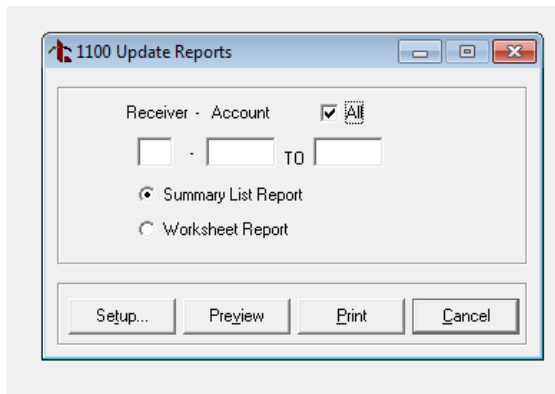 1100 Update Reports
Receiver - Account All
- TO
Summary List Report
Worksheet Report
Setup... Preview Print Cancel